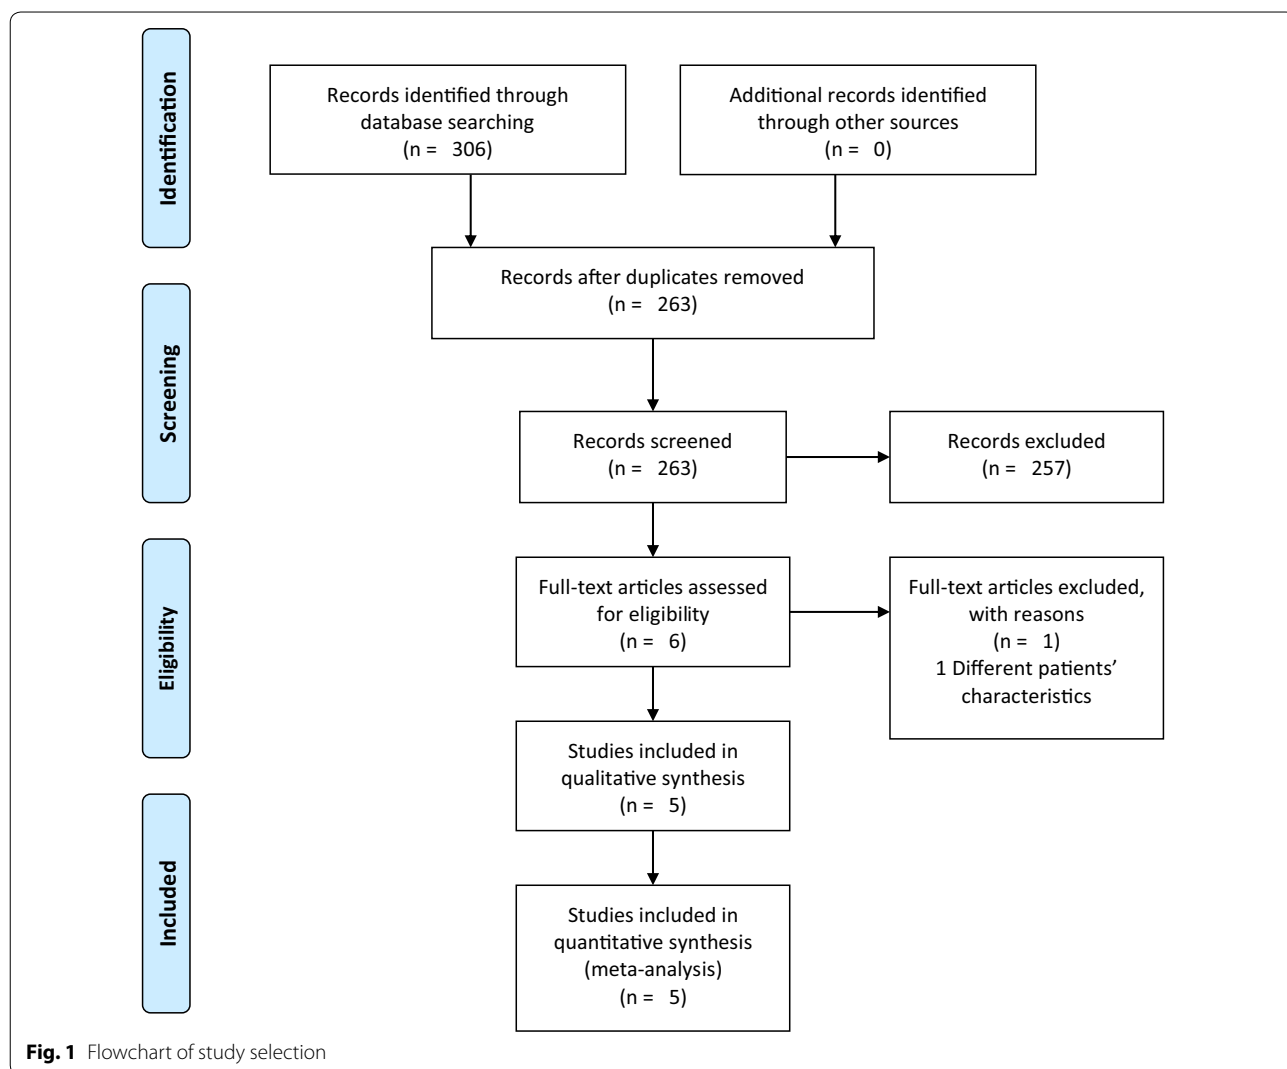 Identification
Records identified through
database searching
(n = 306)
Additional records identified
through other sources
(n = 0)
Records after duplicates removed
(n = 263)
Screening
Records screened
(n = 263)
Records excluded
(n = 257)
Eligibility
Full-text articles assessed
for eligibility
(n = 6)
Full-text articles excluded,
with reasons
(n = 1)
1 Different patients’
characteristics
Studies included in
qualitative synthesis
(n = 5)
Included
Studies included in
quantitative synthesis
(meta-analysis)
(n = 5)
Fig. 1 Flowchart of study selection